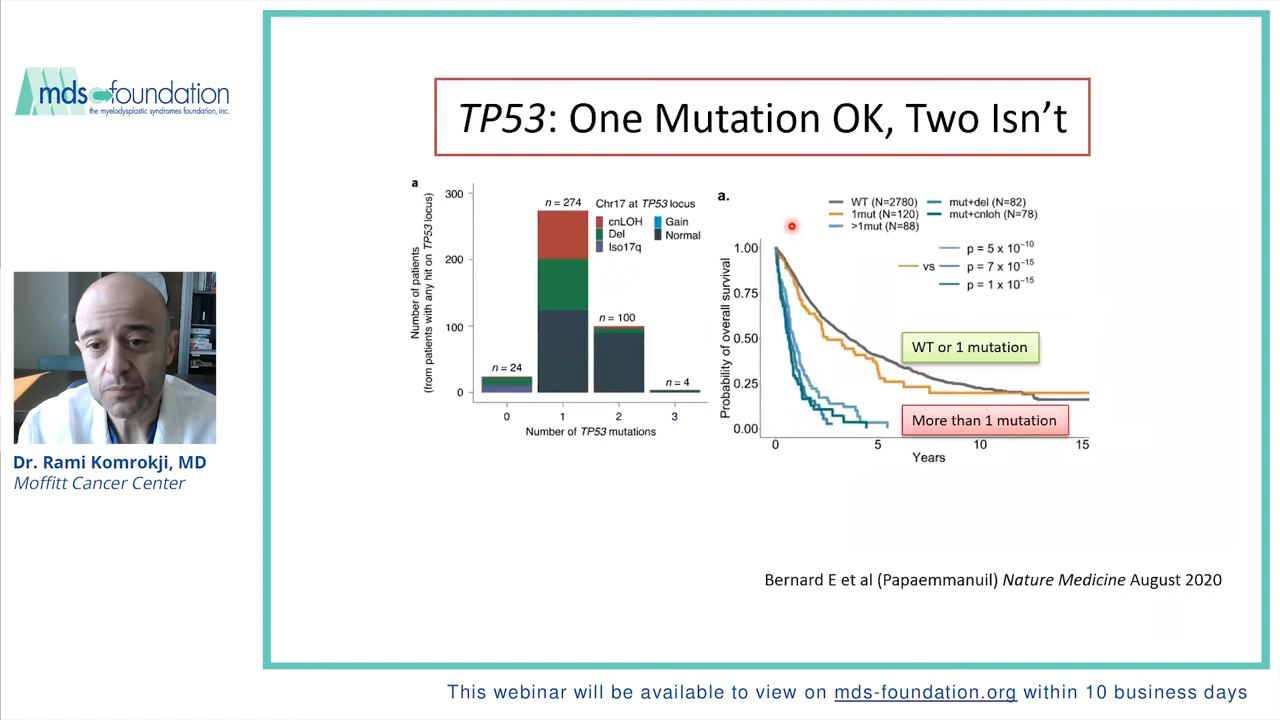 mds foundation
the myelodysplastic syndromes foundation, inc.
TP53: One Mutation OK, Two Isn't
a
Number of patients
(from patients with any hit on TP53 locus)
300
200
100
0
n = 24
n = 274
n = 100
n = 4
Chr17 at TP53 locus
cnLOH
Gain
Del
Normal
Iso17q
0 1 2 3
Number of TP53 mutations
a.
WT (N=2780)
mut+del (N=82)
1mut (N=120)
mut+cnloh (N=78)
>1mut (N=88)
p = 5 x 10⁻¹⁰
vs p = 7 x 10⁻¹⁵
p = 1 x 10⁻¹⁵
Probability of overall survival
1.00
0.75
0.50
0.25
0.00
WT or 1 mutation
More than 1 mutation
0 5 10 15
Years
Dr. Rami Komrokji, MD
Moffitt Cancer Center
Bernard E et al (Papaemmanuil) Nature Medicine August 2020
This webinar will be available to view on mds-foundation.org within 10 business days